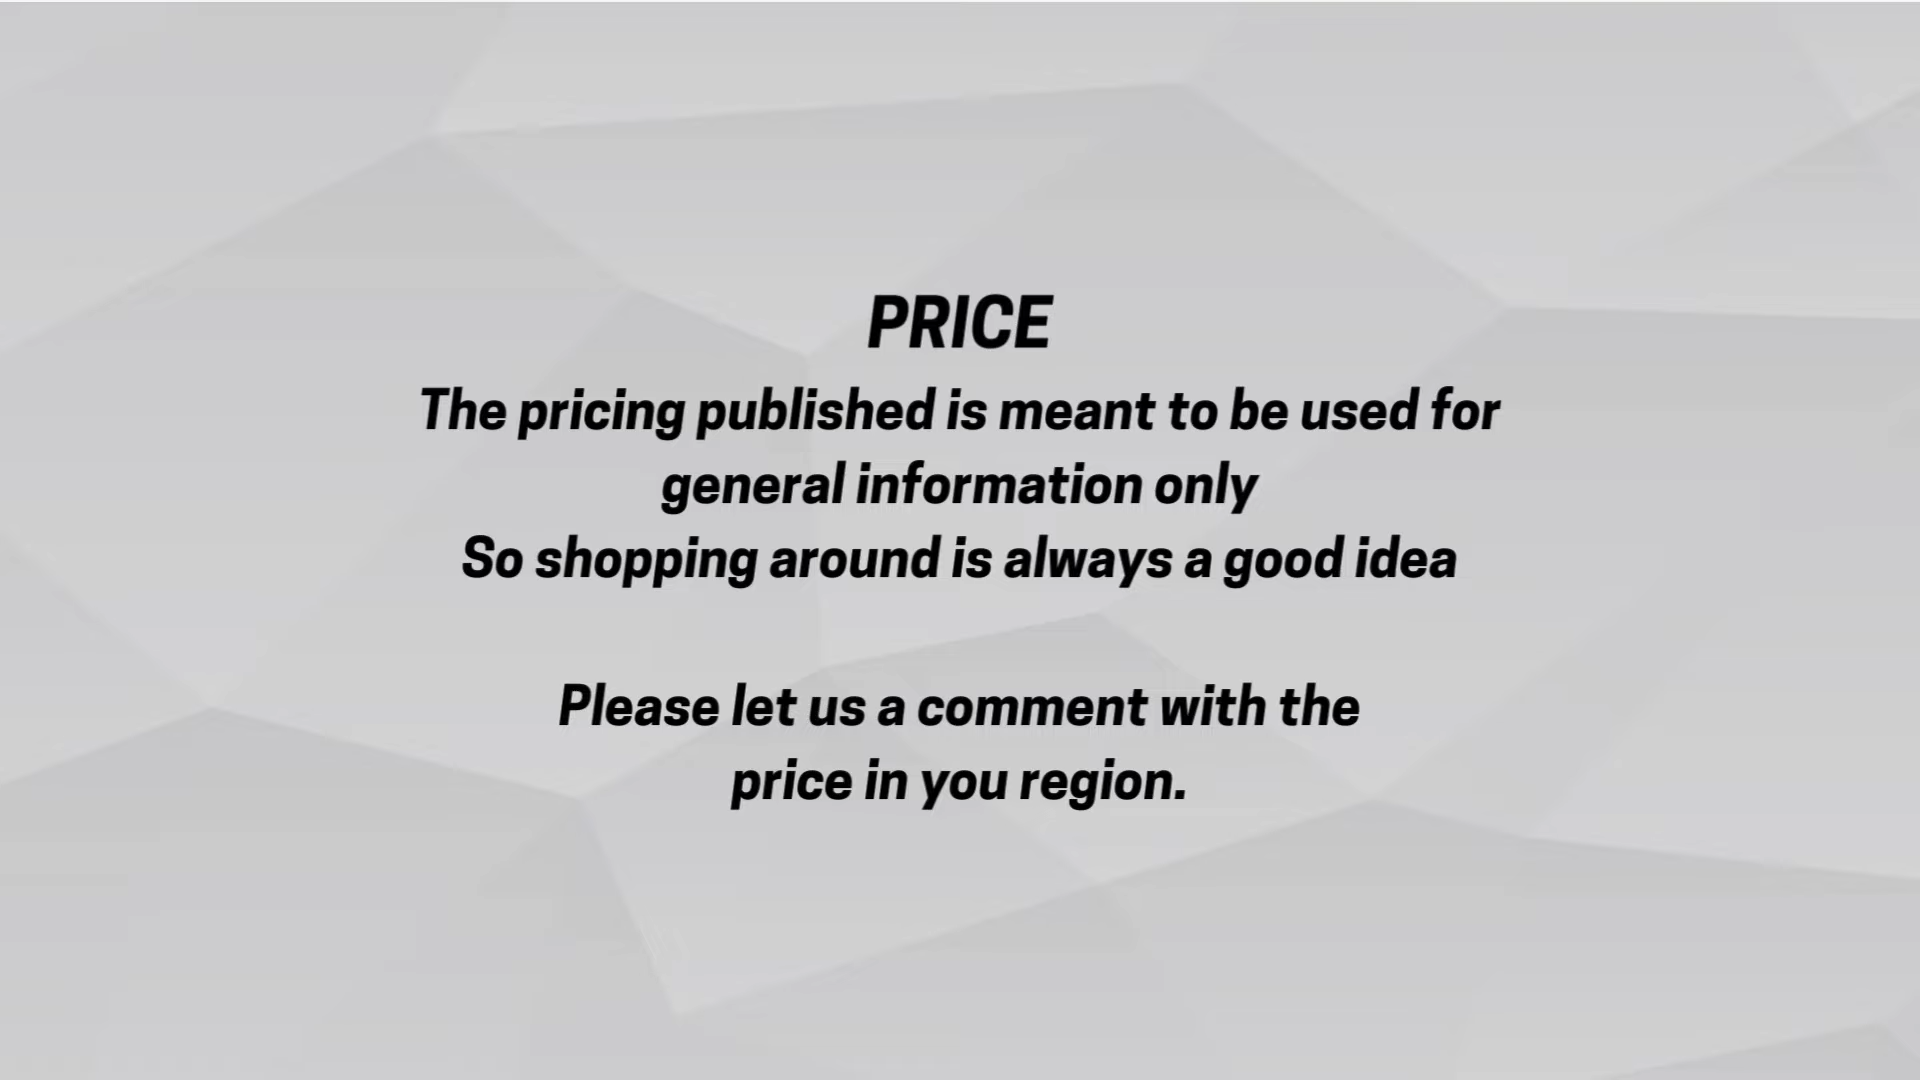 PRICE
The pricing published is meant to be used for
general information only
So shopping around is always a good idea
Please let us a comment with the
price in you region.